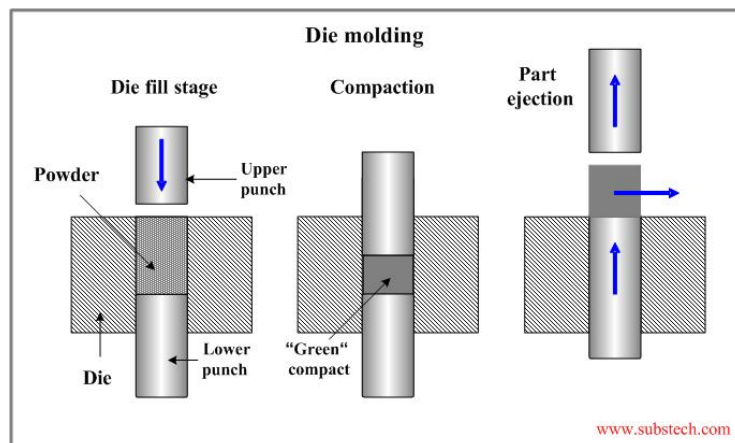 Die molding
Die fill stage
Compaction
Part
ejection
Powder
Upper
punch
Die
Lower
punch
“Green“
compact
www.substech.com